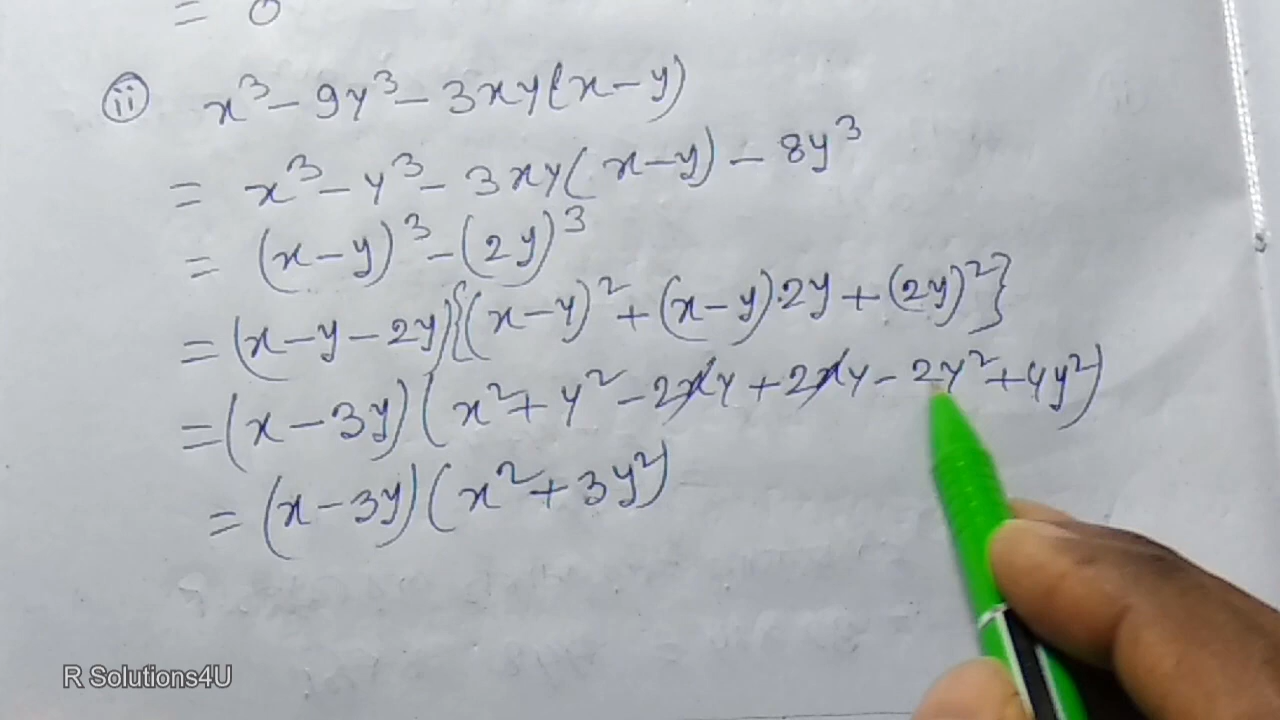 = 0
(ii) x³ - 9y³ - 3xy(x-y)
= x³ - y³ - 3xy(x-y) - 8y³
= (x-y)³ - (2y)³
= (x-y-2y){(x-y)² + (x-y)·2y + (2y)²}
= (x-3y)(x² + y² - 2xy + 2xy - 2y² + 4y²)
= (x-3y)(x² + 3y²)
R Solutions4U